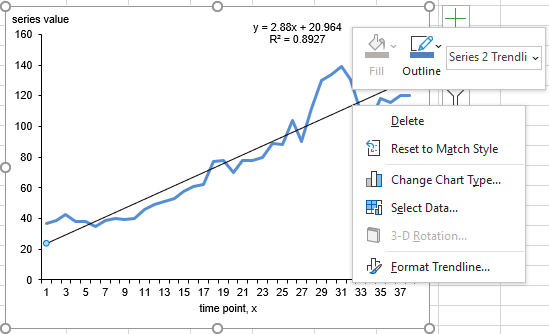 series value
y = 2.88x + 20.964
R² = 0.8927
160
140
120
100
80
60
40
20
0
1 3 5 7 9 11 13 15 17 19 21 23 25 27 29 31 33 35 37
time point, x
Fill
Outline
Series 2 Trendli
Delete
Reset to Match Style
Change Chart Type...
Select Data...
3-D Rotation...
Format Trendline...